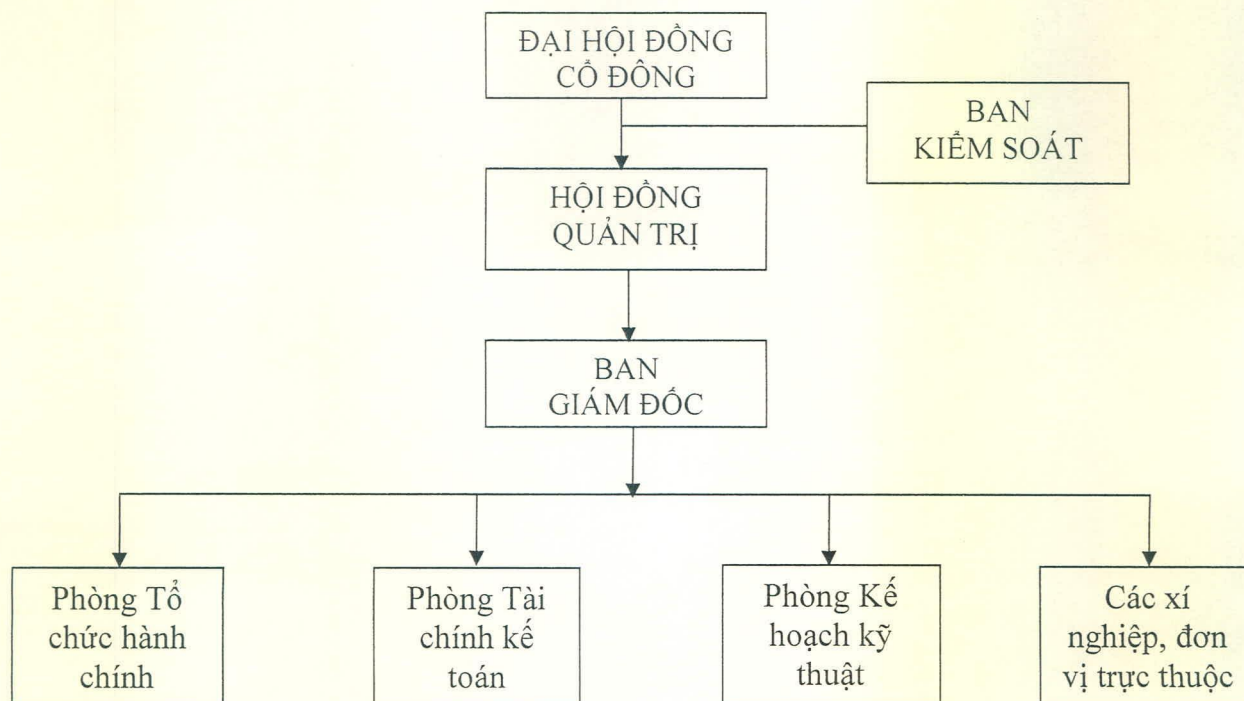 ĐẠI HỘI ĐỒNG
CỔ ĐÔNG
BAN
KIỂM SOÁT
HỘI ĐỒNG
QUẢN TRỊ
BAN
GIÁM ĐỐC
Phòng Tổ
chức hành
chính
Phòng Tài
chính kế
toán
Phòng Kế
hoạch kỹ
thuật
Các xí
nghiệp, đơn
vị trực thuộc